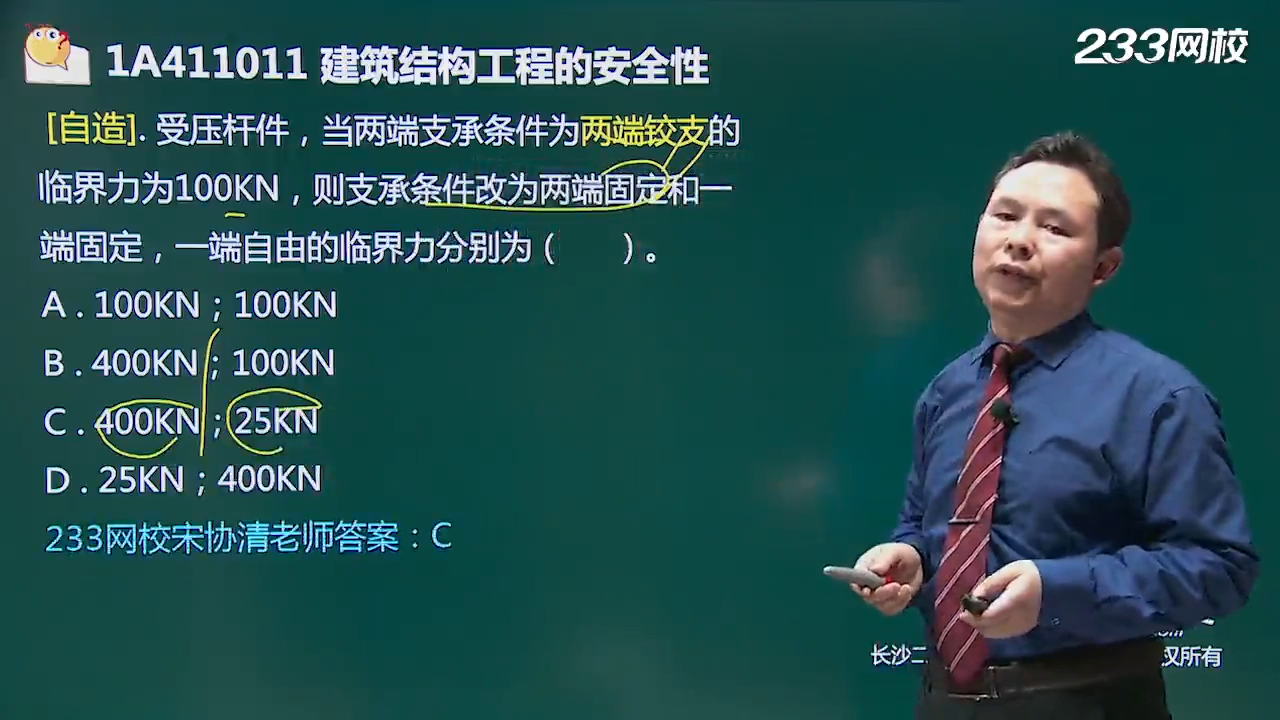 1A411011 建筑结构工程的安全性
233网校
[自造]. 受压杆件，当两端支承条件为两端铰支的
临界力为100KN，则支承条件改为两端固定和一
端固定，一端自由的临界力分别为（　　）。
A . 100KN；100KN
B . 400KN；100KN
C . 400KN；25KN
D . 25KN；400KN
233网校宋协清老师答案：C
长沙二
权所有